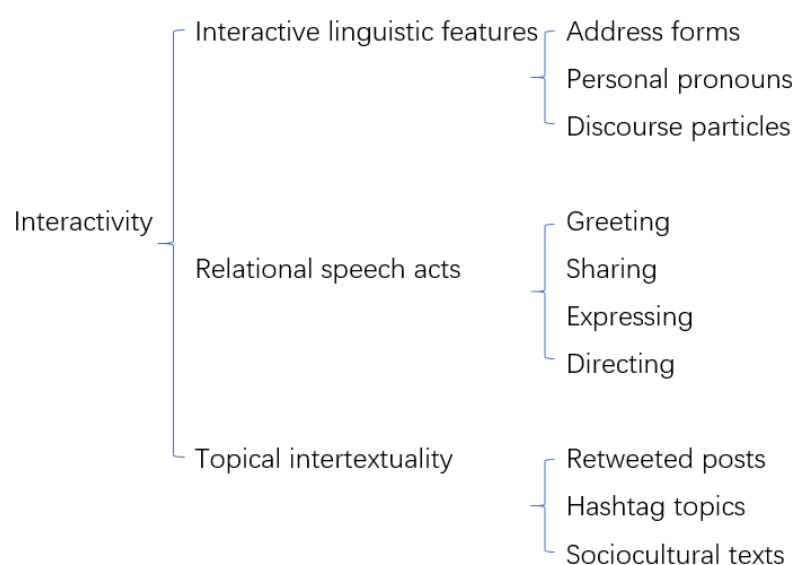 Interactivity
Interactive linguistic features
Address forms
Personal pronouns
Discourse particles
Relational speech acts
Greeting
Sharing
Expressing
Directing
Topical intertextuality
Retweeted posts
Hashtag topics
Sociocultural texts